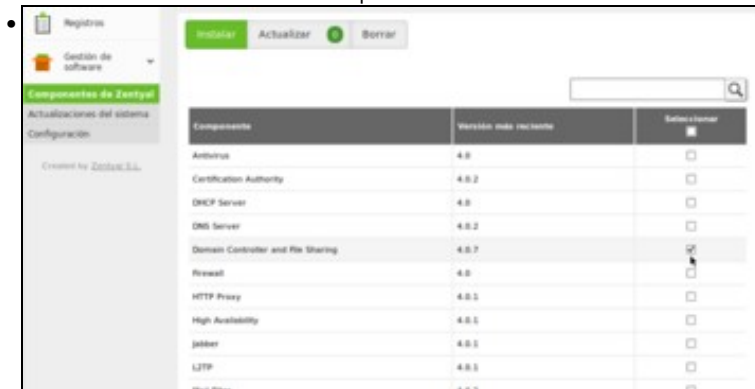 Registros
Gestión de
software
Componentes de Zentyal
Actualizaciones del sistema
Configuración
Created by Zentyal S.L.
Instalar Actualizar 0 Borrar
Componente Versión más reciente Seleccionar
Antivirus 4.0
Certification Authority 4.0.2
DHCP Server 4.0
DNS Server 4.0.2
Domain Controller and File Sharing 4.0.7
Firewall 4.0
HTTP Proxy 4.0.1
High Availability 4.0.1
Jabber 4.0.1
L2TP 4.0.1